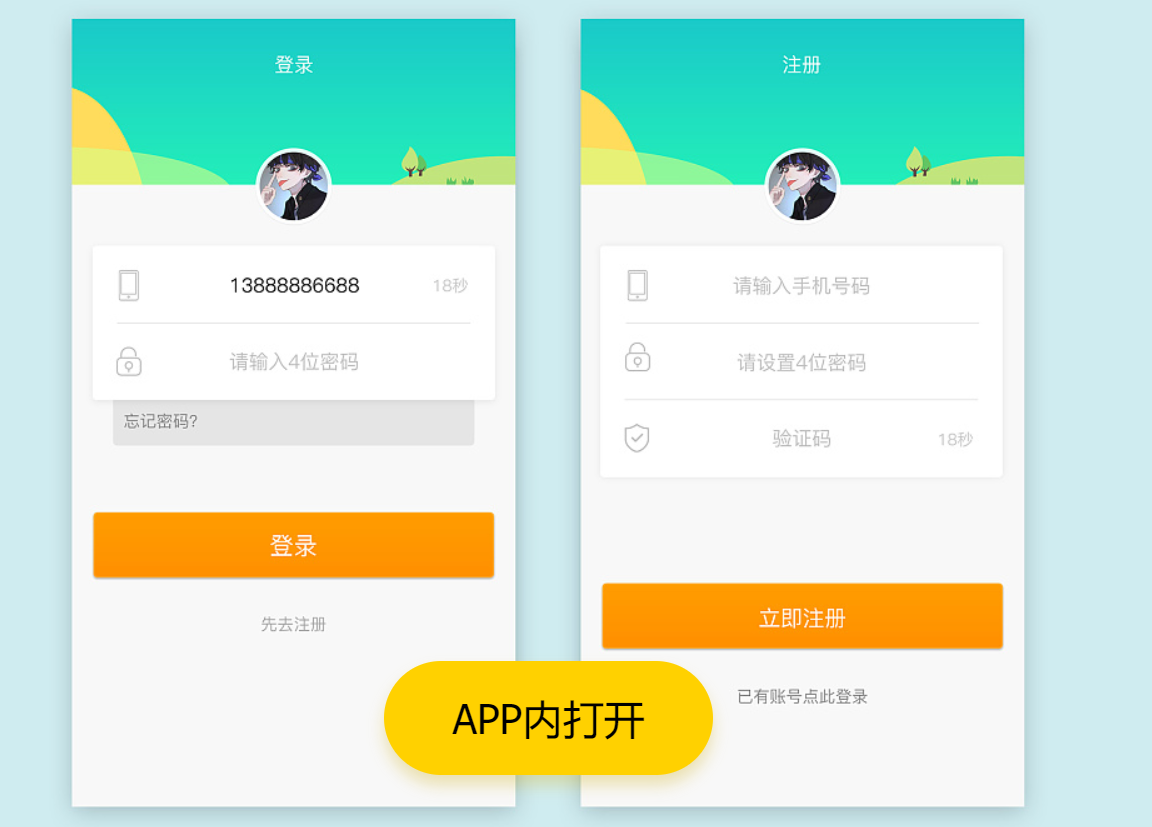 登录
13888886688
18秒
请输入4位密码
忘记密码?
登录
先去注册
注册
请输入手机号码
请设置4位密码
验证码
18秒
立即注册
已有账号点此登录
APP内打开